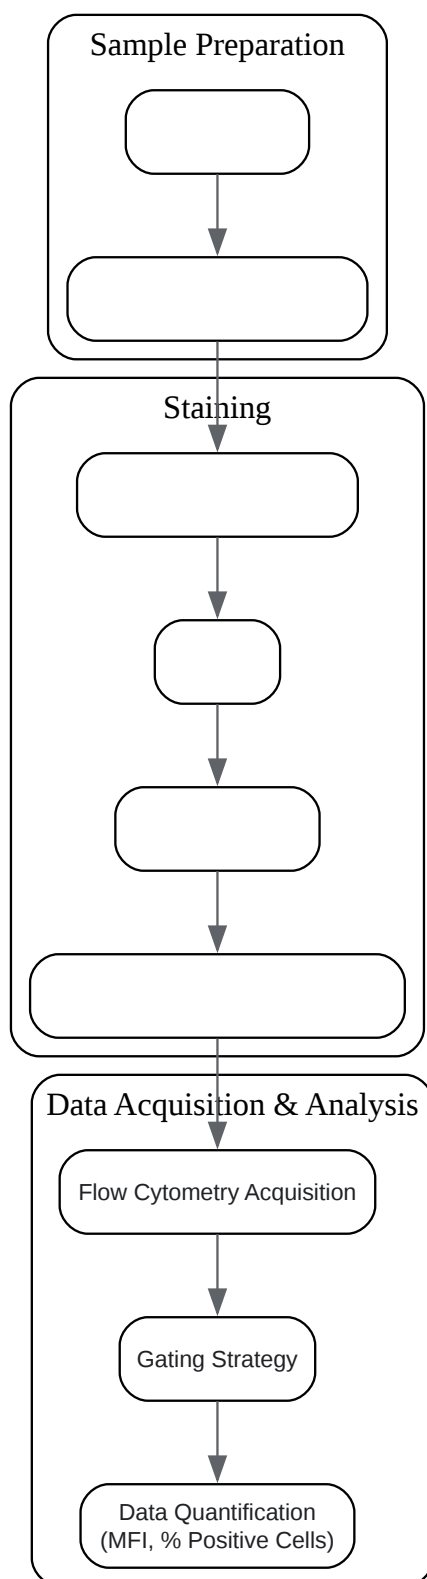 Sample Preparation
Staining
Data Acquisition & Analysis
Flow Cytometry Acquisition
Gating Strategy
Data Quantification
(MFI, % Positive Cells)